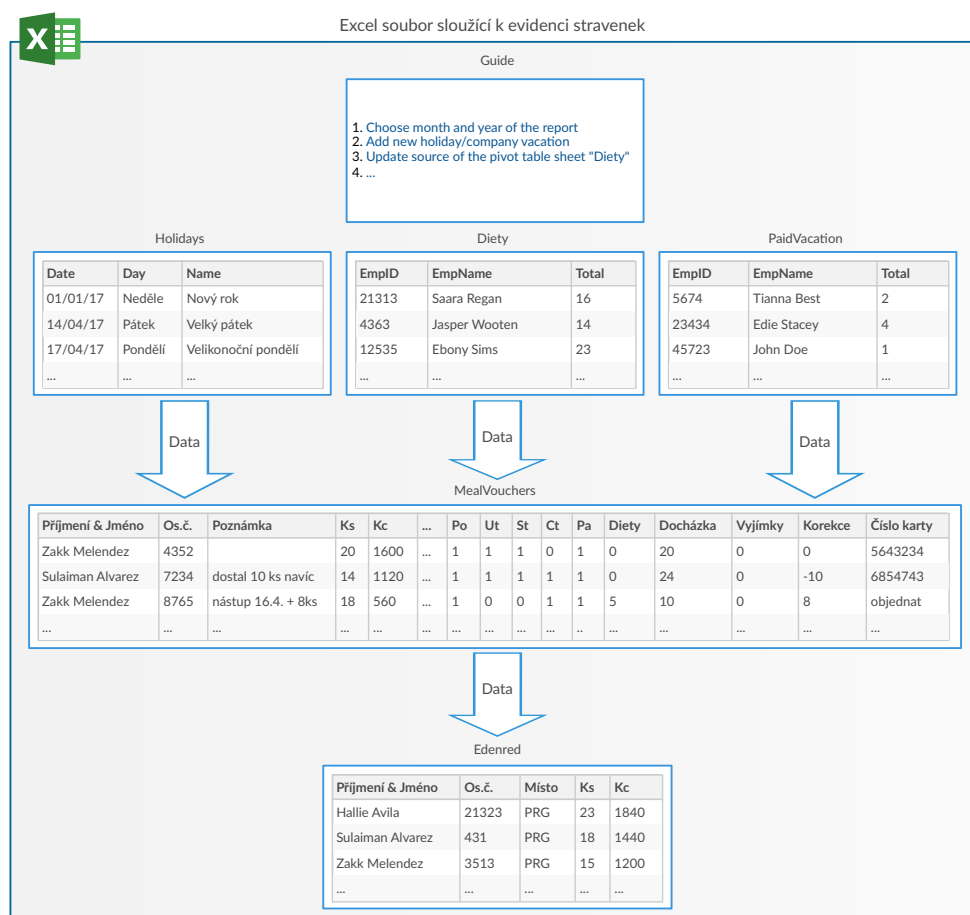 X
Excel soubor sloužící k evidenci stravenek
Guide
1. Choose month and year of the report
2. Add new holiday/company vacation
3. Update source of the pivot table sheet "Diety"
4. ...
Holidays
Date Day Name
01/01/17 Neděle Nový rok
14/04/17 Pátek Velký pátek
17/04/17 Pondělí Velikonoční pondělí
... ... ...
Diety
EmpID EmpName Total
21313 Saara Regan 16
4363 Jasper Wooten 14
12535 Ebony Sims 23
... ... ...
PaidVacation
EmpID EmpName Total
5674 Tianna Best 2
23434 Edie Stacey 4
45723 John Doe 1
... ... ...
Data
Data
Data
MealVouchers
Příjmení & Jméno Os.č. Poznámka Ks Kc ... Po Ut St Ct Pa Diety Docházka Vyjímky Korekce Číslo karty
Zakk Melendez 4352 20 1600 ... 1 1 1 0 1 0 20 0 0 5643234
Sulaiman Alvarez 7234 dostal 10 ks navíc 14 1120 ... 1 1 1 1 1 0 24 0 -10 6854743
Zakk Melendez 8765 nástup 16.4. + 8ks 18 560 ... 1 0 0 1 1 5 10 0 8 objednat
... ... ... ... ... ... ... ... ... ... .. ... ... ... ... ...
Data
Edenred
Příjmení & Jméno Os.č. Místo Ks Kc
Hallie Avila 21323 PRG 23 1840
Sulaiman Alvarez 431 PRG 18 1440
Zakk Melendez 3513 PRG 15 1200
... ... ... ... ...